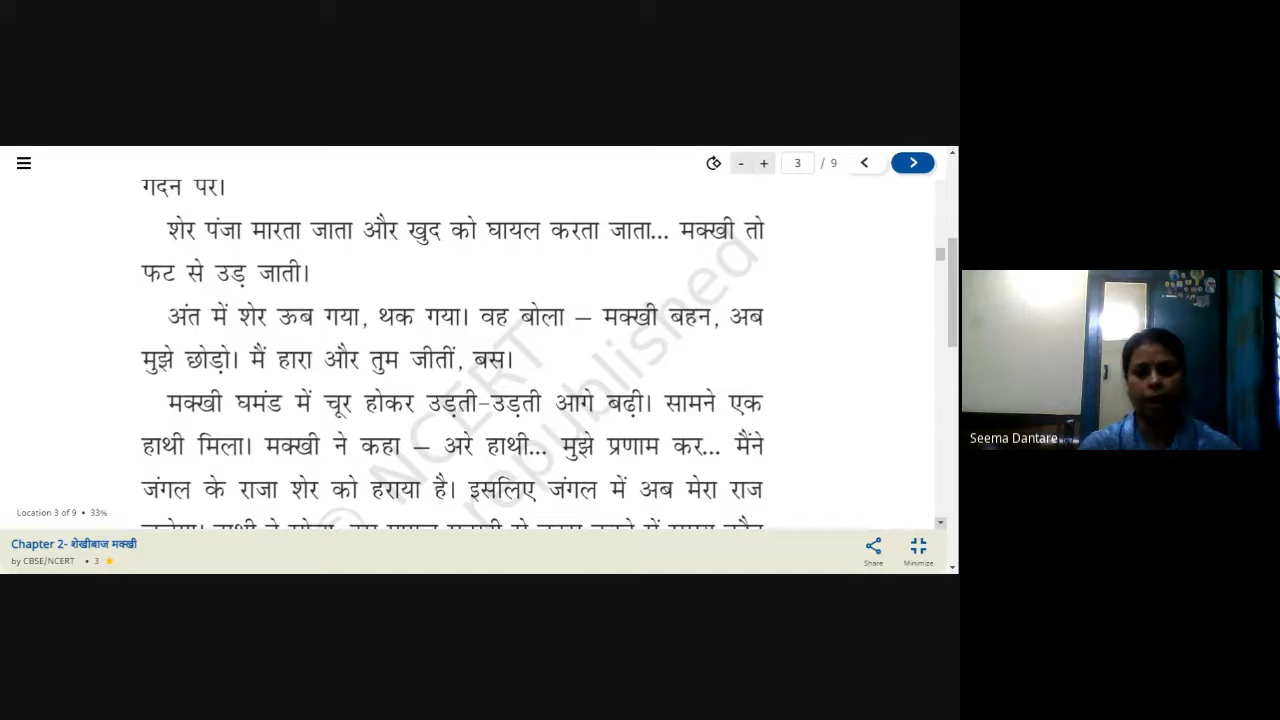 3 / 9
गर्दन पर।
शेर पंजा मारता जाता और खुद को घायल करता जाता... मक्खी तो
फट से उड़ जाती।
अंत में शेर ऊब गया, थक गया। वह बोला – मक्खी बहन, अब
मुझे छोड़ो। मैं हारा और तुम जीतीं, बस।
मक्खी घमंड में चूर होकर उड़ती-उड़ती आगे बढ़ी। सामने एक
हाथी मिला। मक्खी ने कहा – अरे हाथी... मुझे प्रणाम कर... मैंने
जंगल के राजा शेर को हराया है। इसलिए जंगल में अब मेरा राज
© NCERT
republished
Location 3 of 9 • 33%
Chapter 2- शेखीबाज मक्खी
by CBSE/NCERT • 3
Share
Minimize
Seema Dantare